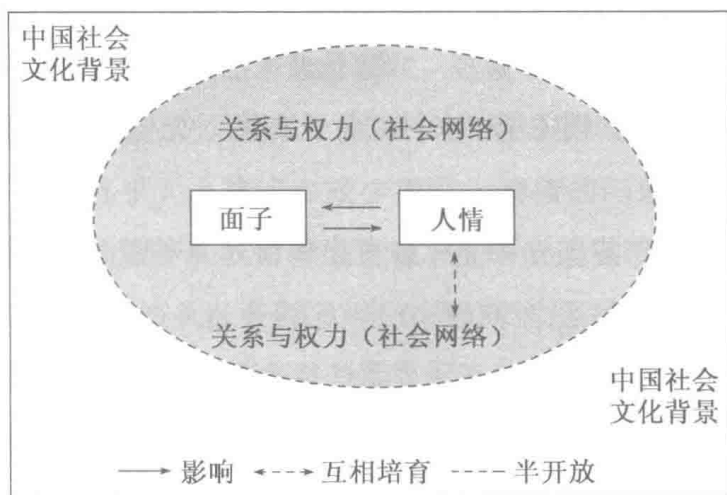 中国社会
文化背景
关系与权力（社会网络）
面子
人情
关系与权力（社会网络）
中国社会
文化背景
影响 互相培育 半开放